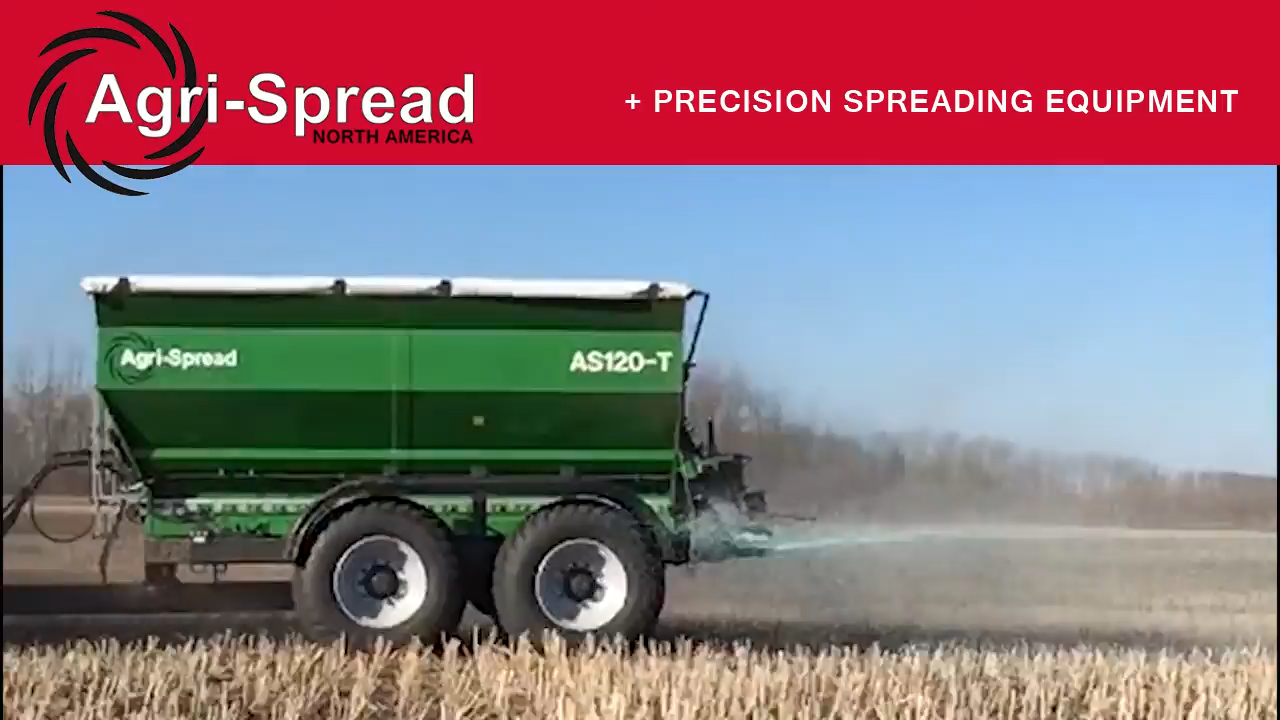 Agri-Spread
NORTH AMERICA
+ PRECISION SPREADING EQUIPMENT
Agri-Spread
AS120-T